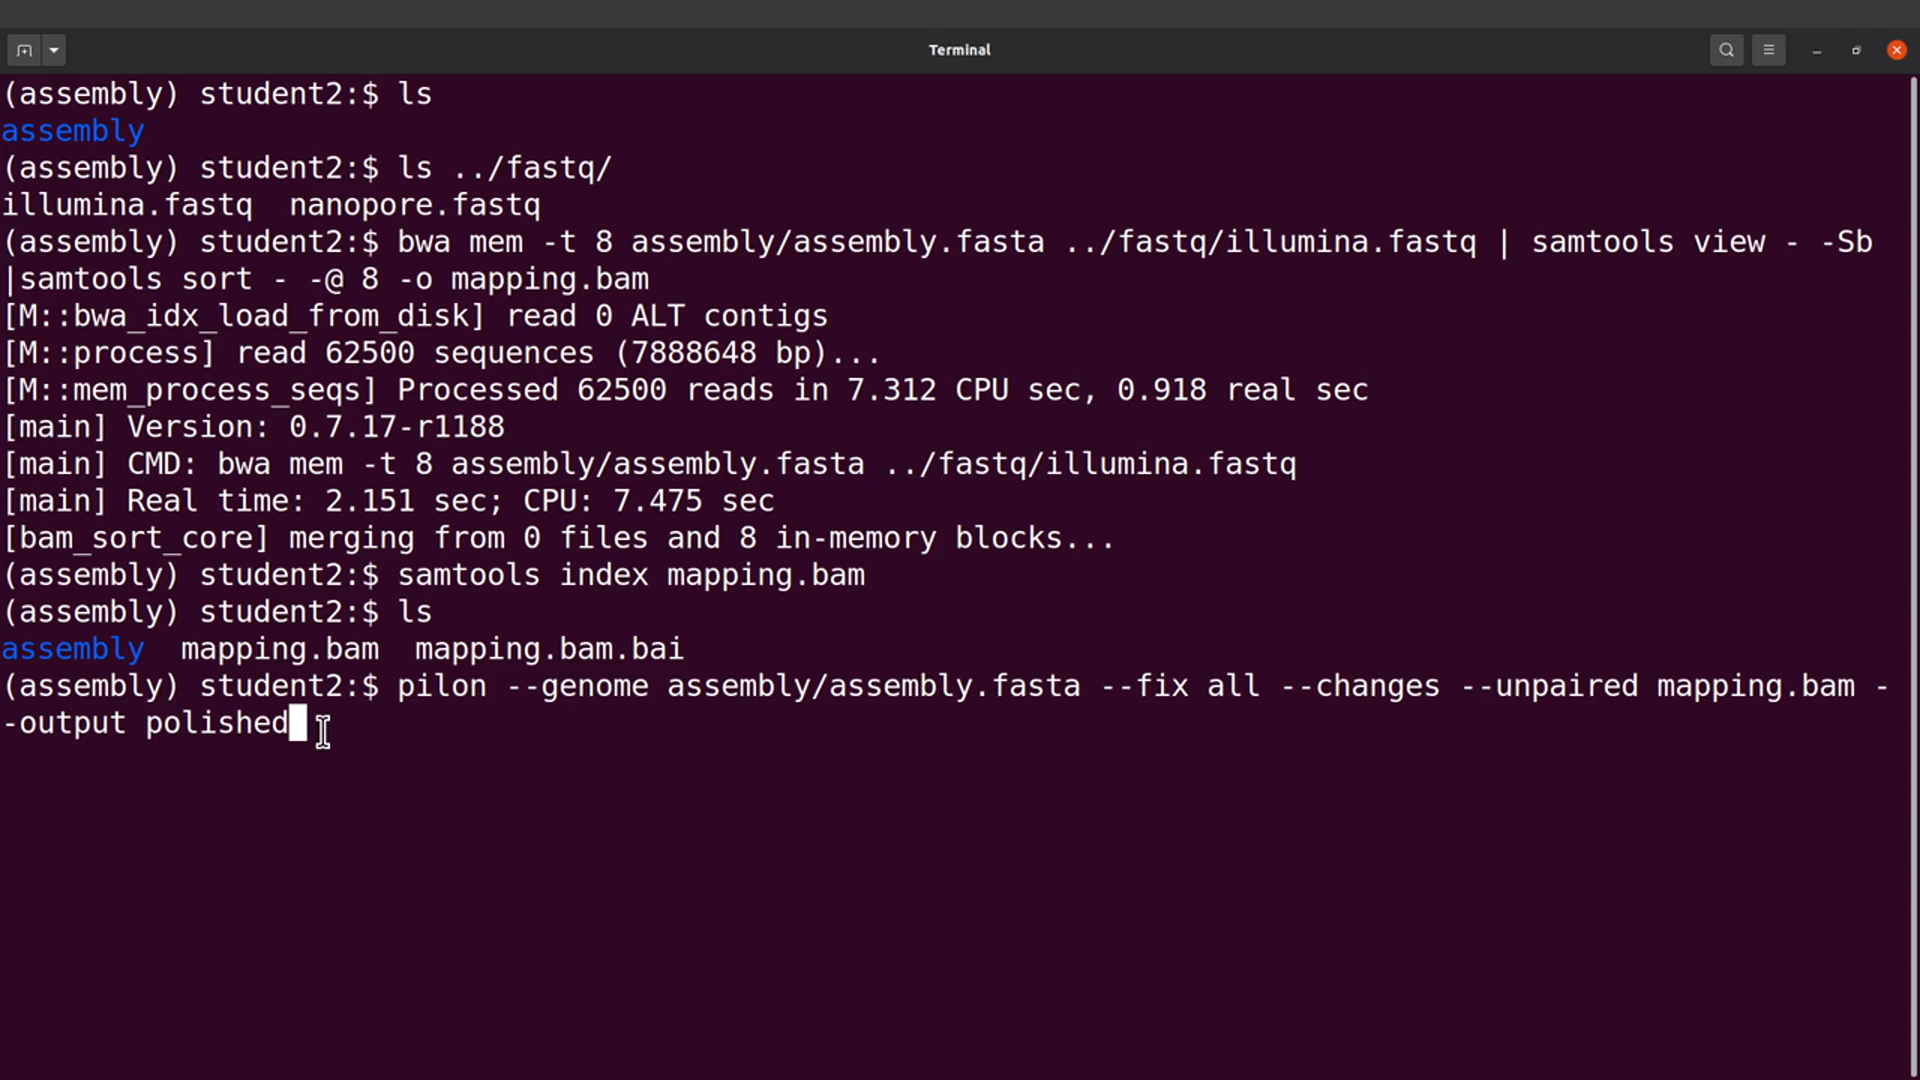 Terminal
(assembly) student2:$ ls
assembly
(assembly) student2:$ ls ../fastq/
illumina.fastq  nanopore.fastq
(assembly) student2:$ bwa mem -t 8 assembly/assembly.fasta ../fastq/illumina.fastq | samtools view - -Sb
|samtools sort - -@ 8 -o mapping.bam
[M::bwa_idx_load_from_disk] read 0 ALT contigs
[M::process] read 62500 sequences (7888648 bp)...
[M::mem_process_seqs] Processed 62500 reads in 7.312 CPU sec, 0.918 real sec
[main] Version: 0.7.17-r1188
[main] CMD: bwa mem -t 8 assembly/assembly.fasta ../fastq/illumina.fastq
[main] Real time: 2.151 sec; CPU: 7.475 sec
[bam_sort_core] merging from 0 files and 8 in-memory blocks...
(assembly) student2:$ samtools index mapping.bam
(assembly) student2:$ ls
assembly  mapping.bam  mapping.bam.bai
(assembly) student2:$ pilon --genome assembly/assembly.fasta --fix all --changes --unpaired mapping.bam -
-output polished